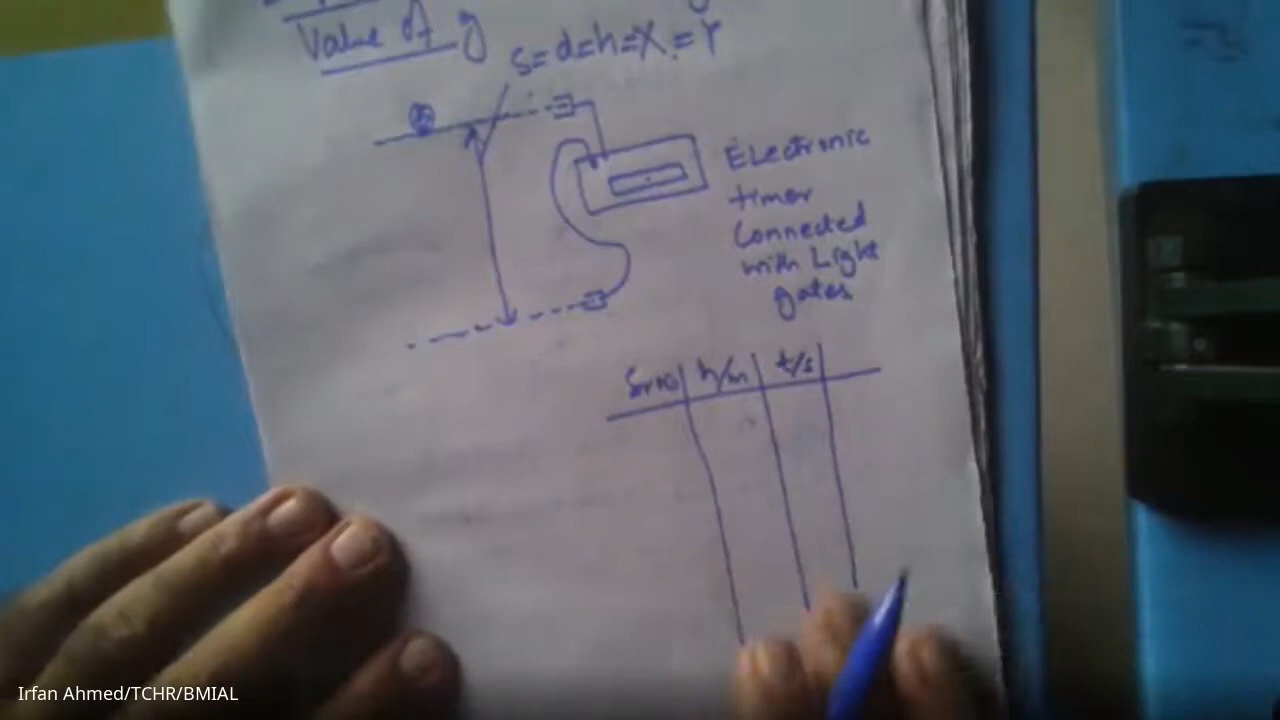 Value of g
S=d=h=X=Y
Electronic
timer
Connected
with Light
gates
Sr No h/m t/s
Irfan Ahmed/TCHR/BMIAL